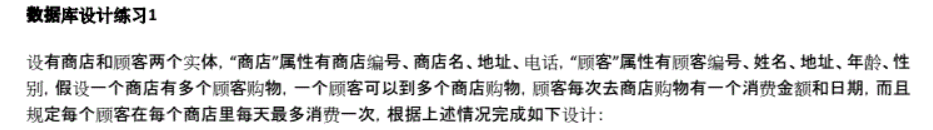 数据库设计练习1
设有商店和顾客两个实体,“商店”属性有商店编号、商店名、地址、电话,“顾客”属性有顾客编号、姓名、地址、年龄、性
别,假设一个商店有多个顾客购物,一个顾客可以到多个商店购物,顾客每次去商店购物有一个消费金额和日期,而且
规定每个顾客在每个商店里每天最多消费一次,根据上述情况完成如下设计: